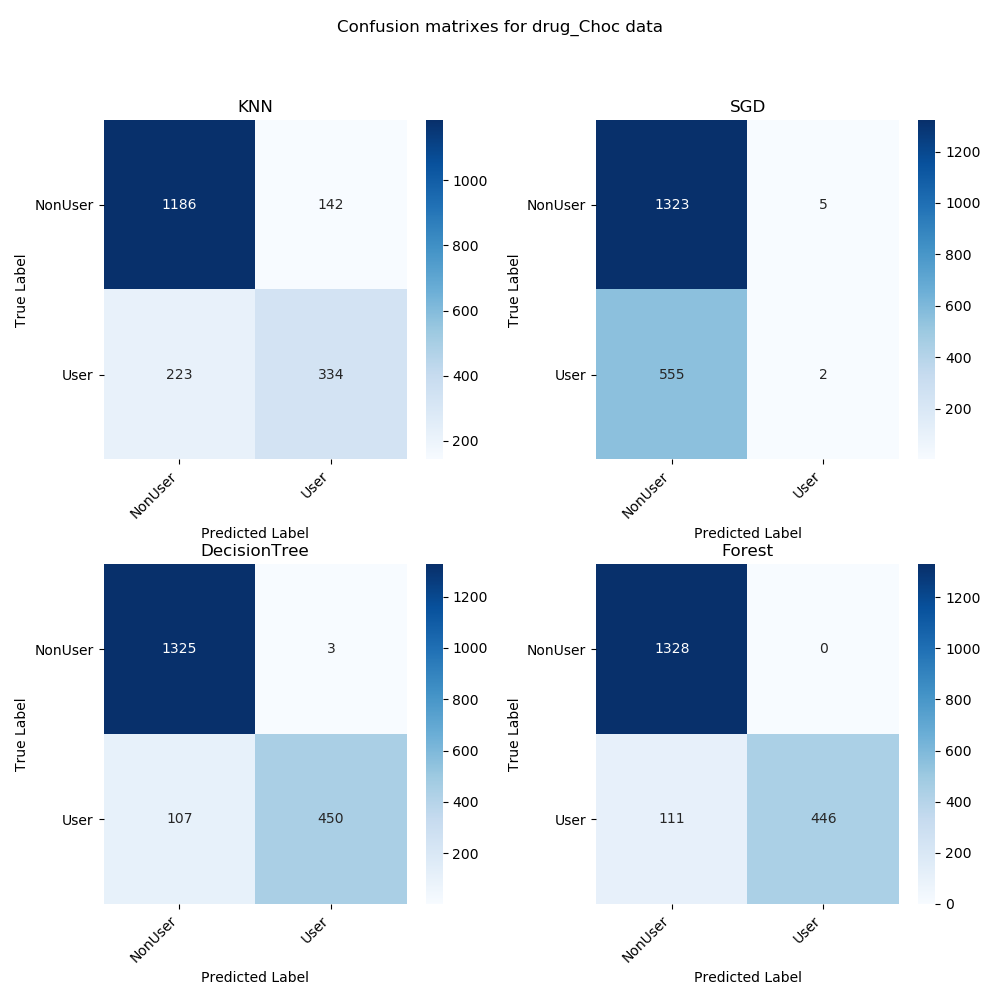 Confusion matrixes for drug_Choc data
KNN
1186 142
223 334
NonUser
User
True Label
NonUser User
Predicted Label
1000
800
600
400
200
SGD
1323 5
555 2
NonUser
User
True Label
NonUser User
Predicted Label
1200
1000
800
600
400
200
DecisionTree
1325 3
107 450
NonUser
User
True Label
NonUser User
Predicted Label
1200
1000
800
600
400
200
Forest
1328 0
111 446
NonUser
User
True Label
NonUser User
Predicted Label
1200
1000
800
600
400
200
0